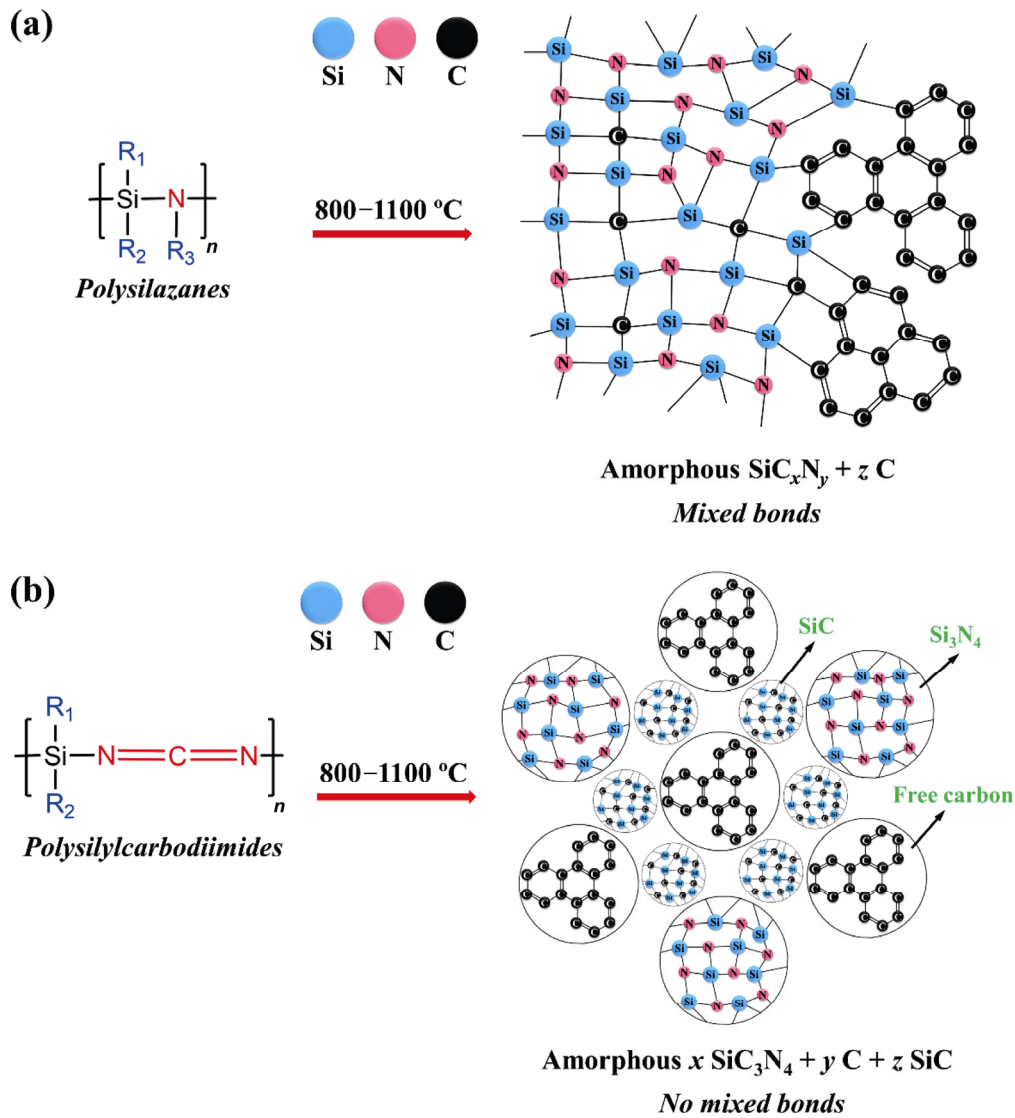 (a)
Si N C
R1
Si N
R2 R3 n
Polysilazanes
800–1100 ºC
Amorphous SiCxNy + z C
Mixed bonds
(b)
Si N C
R1
Si N C N
R2 n
Polysilylcarbodiimides
800–1100 ºC
SiC
Si3N4
Free carbon
Amorphous x SiC3N4 + y C + z SiC
No mixed bonds